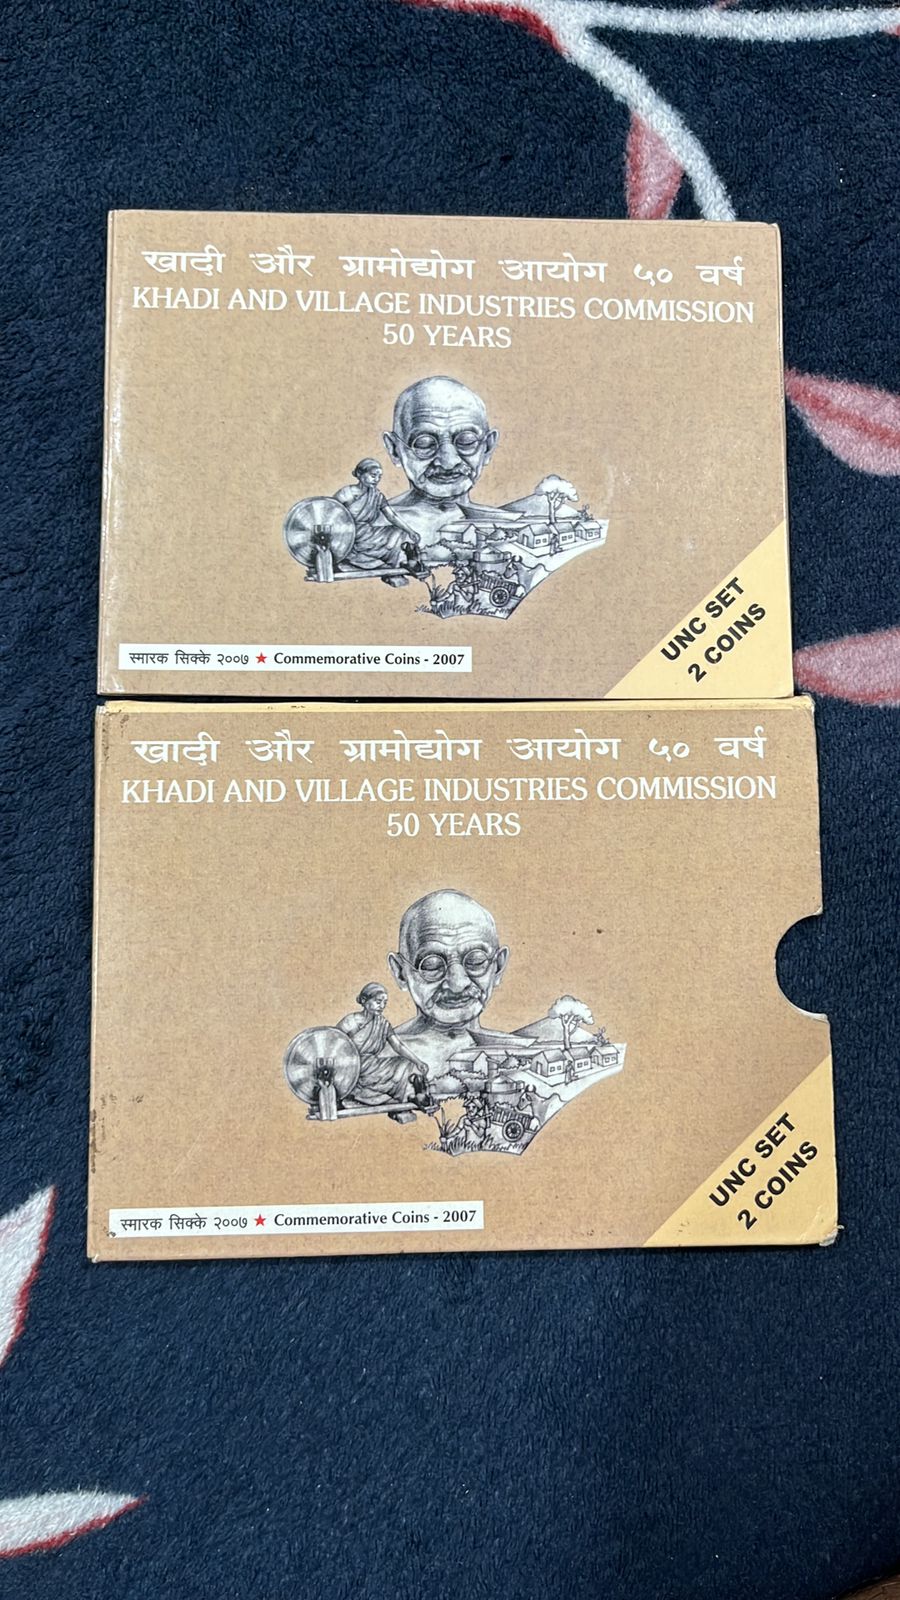 खादी और ग्रामोद्योग आयोग ५० वर्ष
KHADI AND VILLAGE INDUSTRIES COMMISSION
50 YEARS
स्मारक सिक्के २००७ ★ Commemorative Coins - 2007
UNC SET
2 COINS
खादी और ग्रामोद्योग आयोग ५० वर्ष
KHADI AND VILLAGE INDUSTRIES COMMISSION
50 YEARS
स्मारक सिक्के २००७ ★ Commemorative Coins - 2007
UNC SET
2 COINS